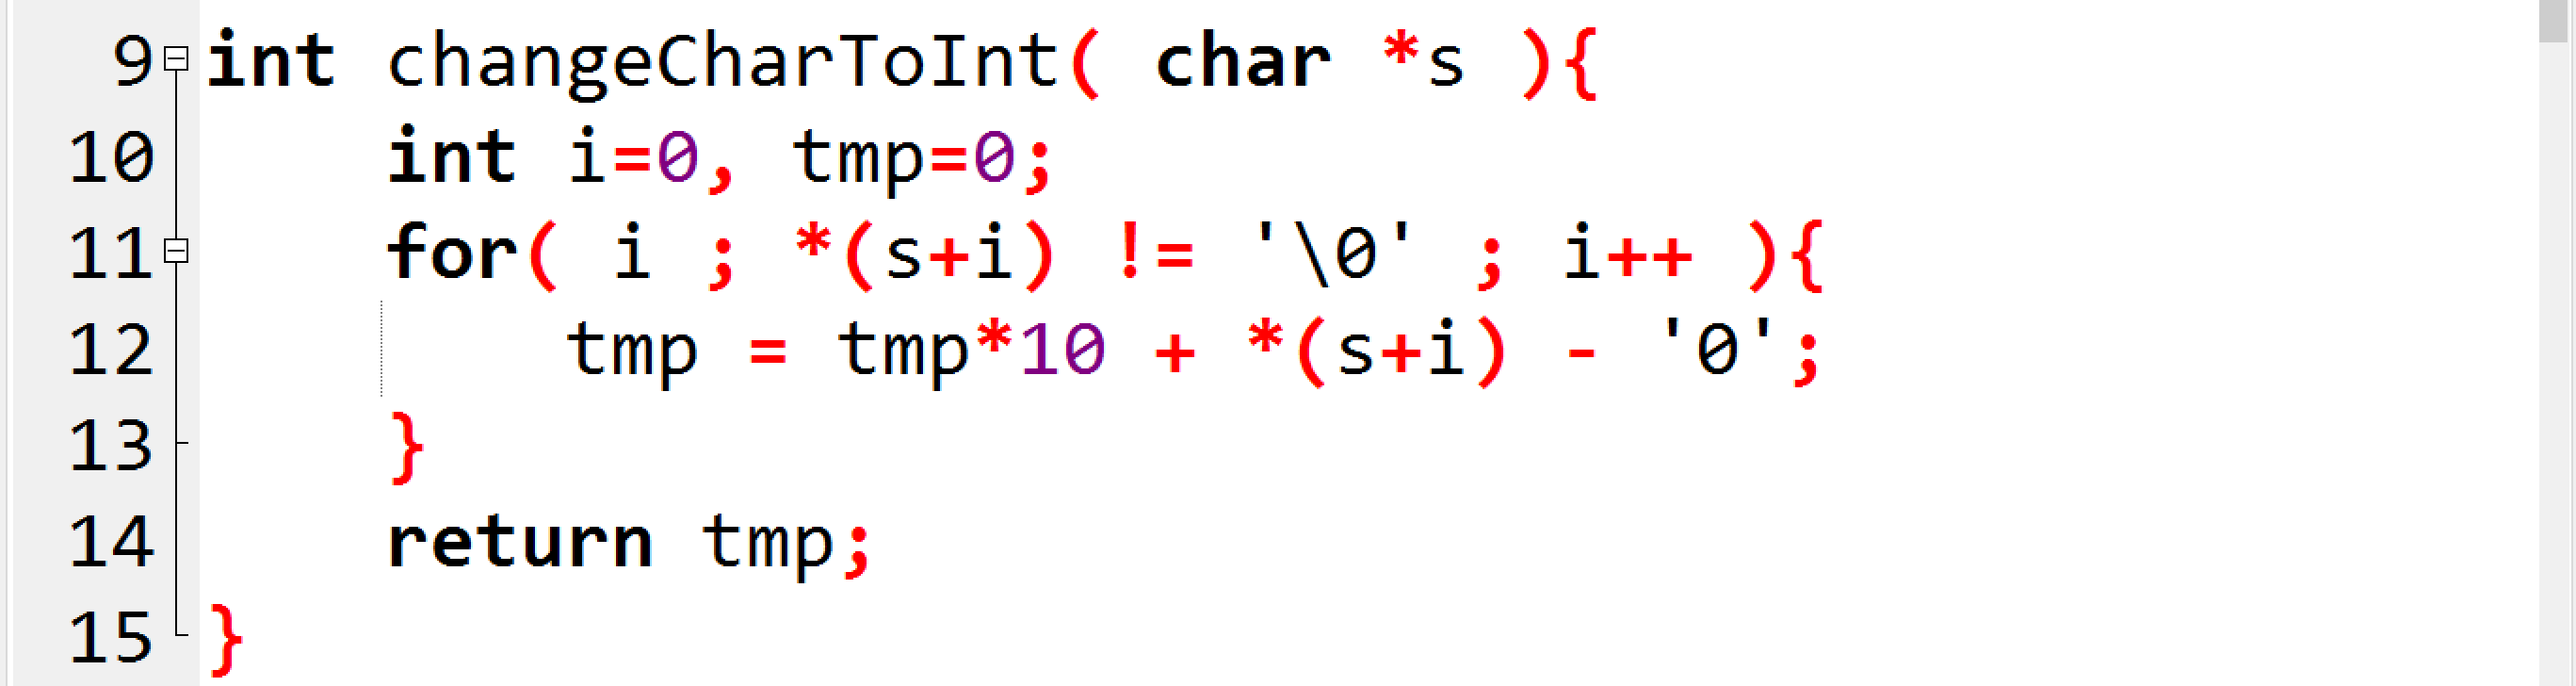 9 int changeCharToInt( char *s ){
10     int i=0, tmp=0;
11     for( i ; *(s+i) != '\0' ; i++ ){
12         tmp = tmp*10 + *(s+i) - '0';
13     }
14     return tmp;
15 }